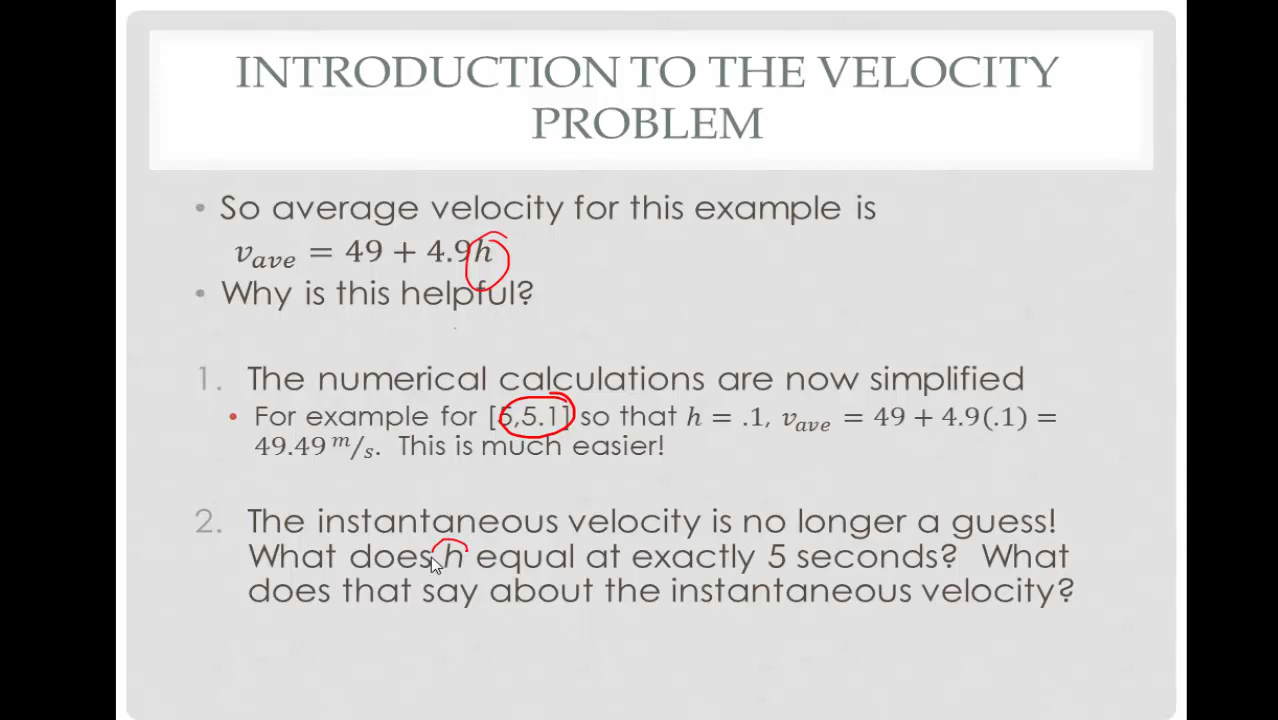 INTRODUCTION TO THE VELOCITY
PROBLEM
• So average velocity for this example is
v_ave = 49 + 4.9h
• Why is this helpful?
1. The numerical calculations are now simplified
• For example for [5,5.1] so that h = .1, v_ave = 49 + 4.9(.1) =
49.49 m/s. This is much easier!
2. The instantaneous velocity is no longer a guess!
What does h equal at exactly 5 seconds? What
does that say about the instantaneous velocity?